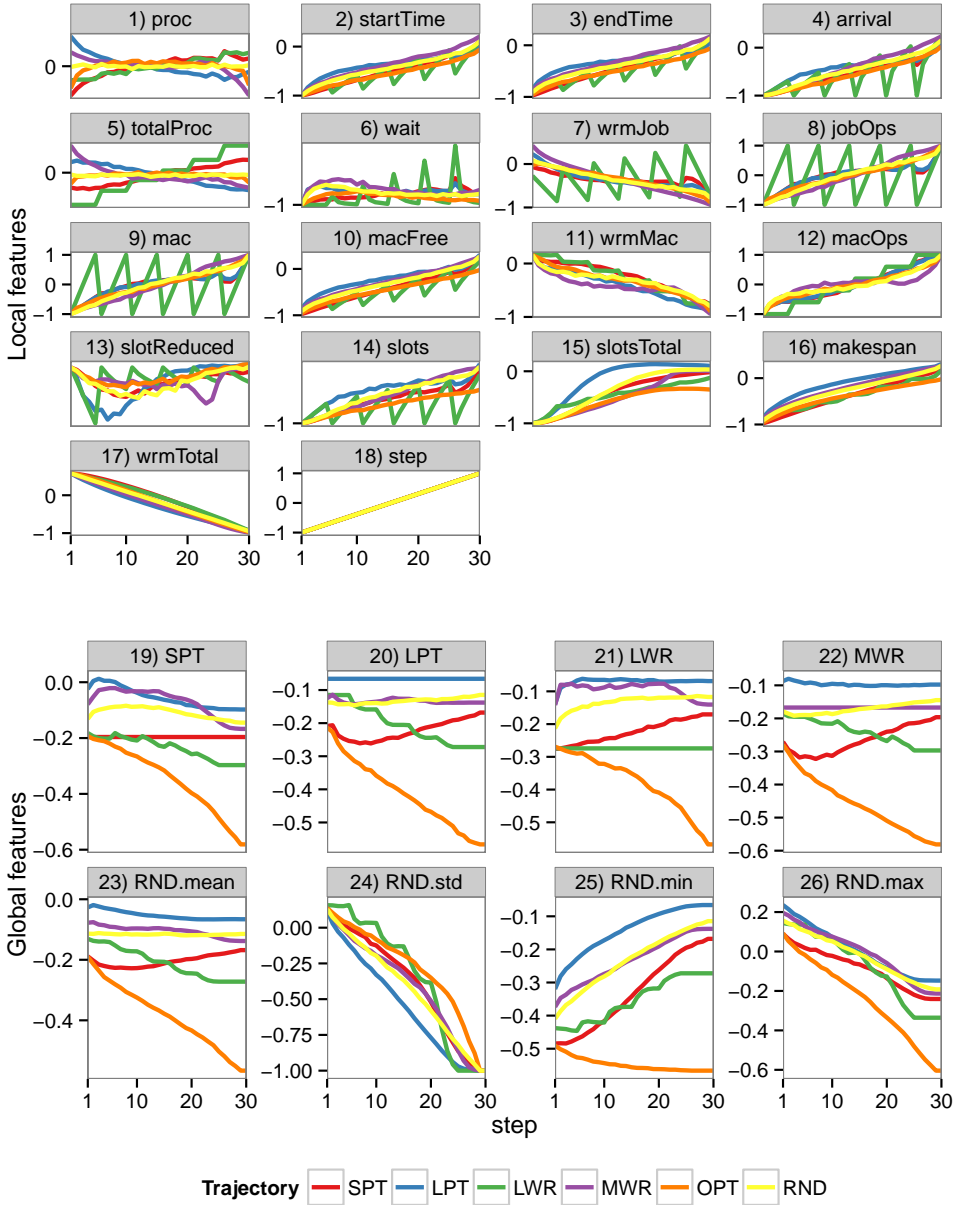 1) proc
2) startTime
3) endTime
4) arrival
0
0
−1
0
−1
0
−1
5) totalProc
6) wait
7) wrmJob
8) jobOps
0
−1
0
−1
1
0
−1
9) mac
10) macFree
11) wrmMac
12) macOps
1
0
−1
0
−1
0
−1
1
0
−1
13) slotReduced
14) slots
15) slotsTotal
16) makespan
−1
0
−1
0
−1
17) wrmTotal
18) step
0
−1
1
0
−1
1 10 20 30
1 10 20 30
Local features
19) SPT
20) LPT
21) LWR
22) MWR
0.0
−0.2
−0.4
−0.6
−0.1
−0.2
−0.3
−0.4
−0.5
−0.1
−0.2
−0.3
−0.4
−0.5
−0.1
−0.2
−0.3
−0.4
−0.5
−0.6
23) RND.mean
24) RND.std
25) RND.min
26) RND.max
0.0
−0.2
−0.4
0.00
−0.25
−0.50
−0.75
−1.00
−0.1
−0.2
−0.3
−0.4
−0.5
0.2
0.0
−0.2
−0.4
−0.6
1 10 20 30
1 10 20 30
1 10 20 30
1 10 20 30
Global features
step
Trajectory SPT LPT LWR MWR OPT RND